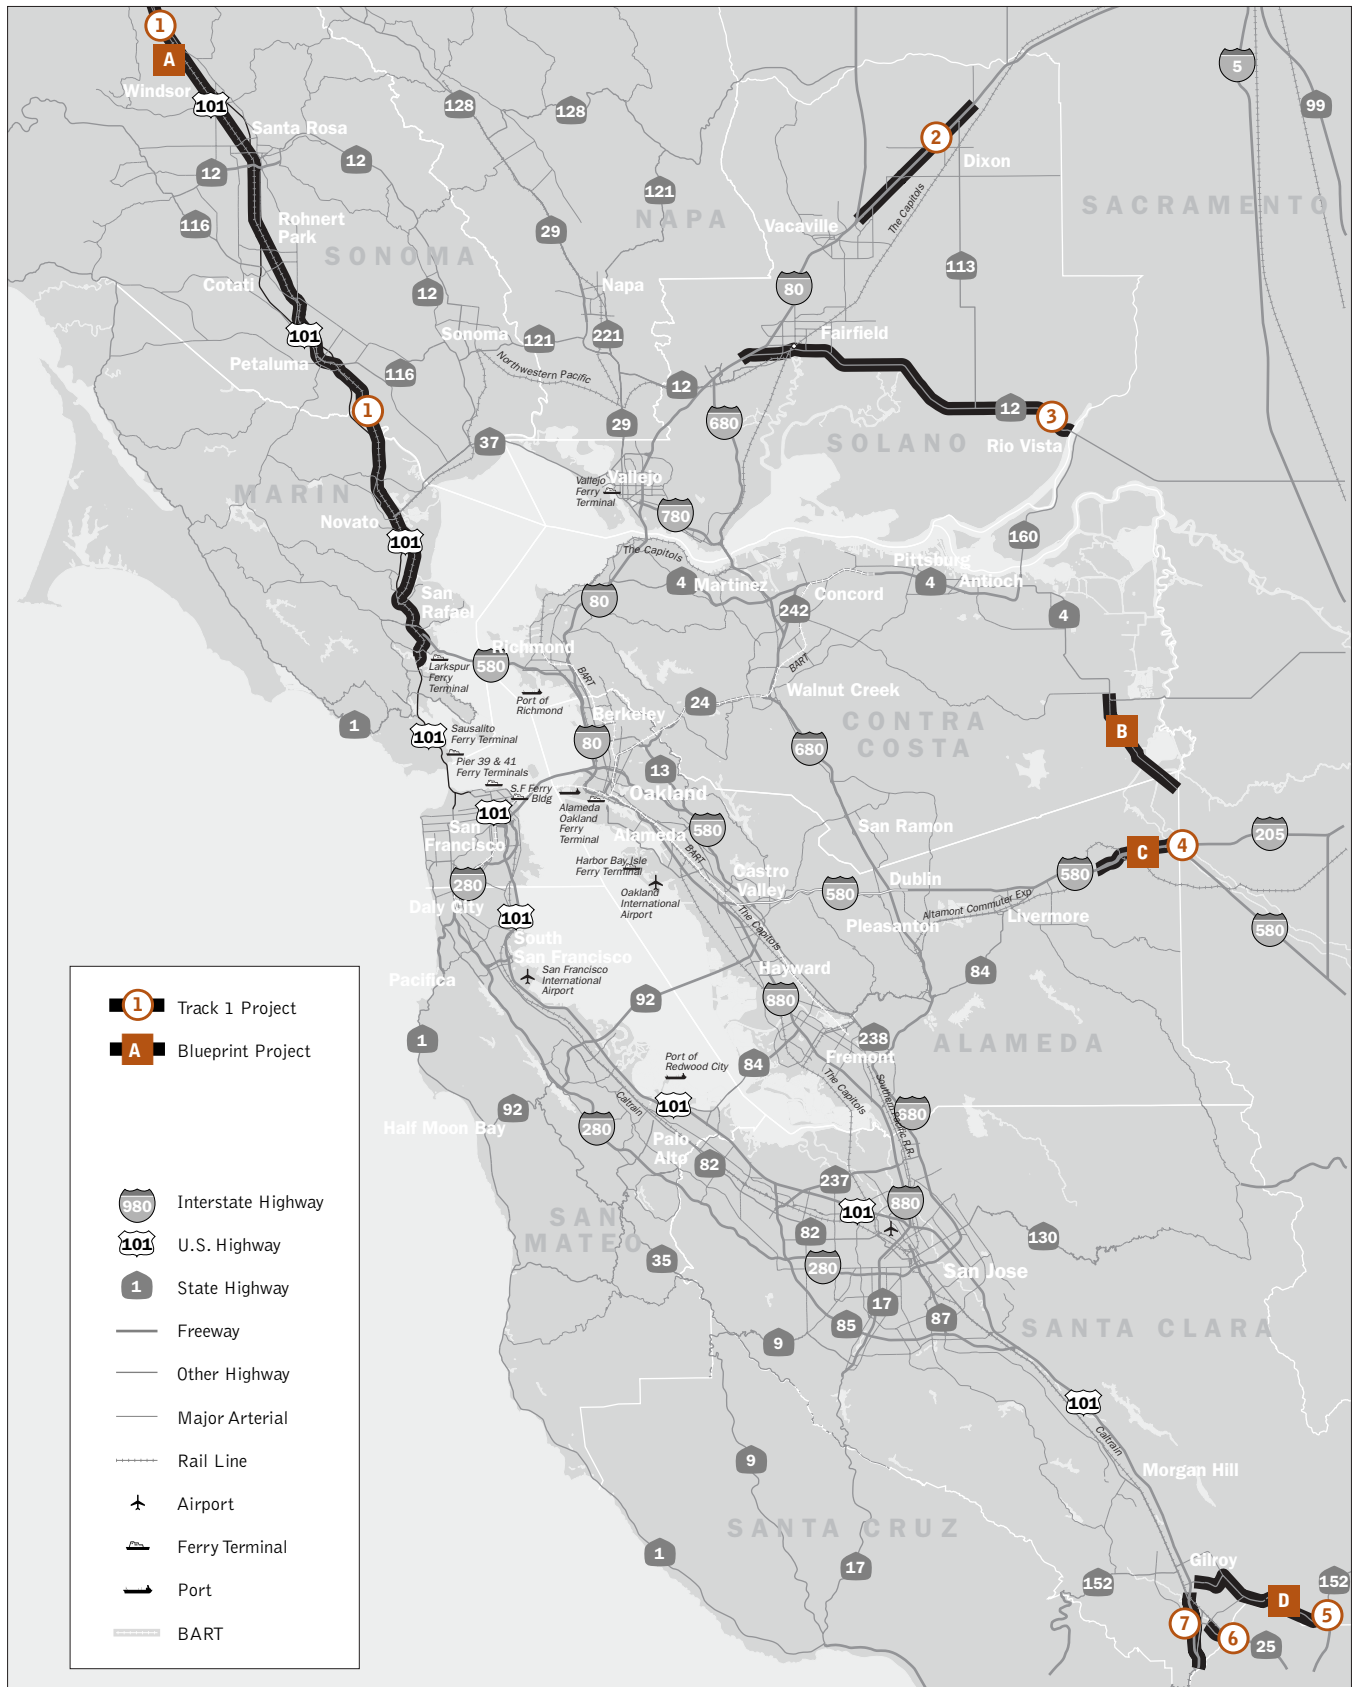 1
A
Windsor
101
128
128
5
99
2
Santa Rosa
12
12
Dixon
121
The Capitols
NAPA
SACRAMENTO
116
Rohnert
Park
29
Vacaville
SONOMA
113
Cotati
12
Napa
80
101
Sonoma
121
221
Fairfield
Petaluma
116
Northwestern Pacific
12
1
29
680
12
3
37
SOLANO
Rio Vista
MARIN
Vallejo
Vallejo
Ferry
Terminal
780
Novato
101
160
The Capitols
Pittsburg
4
Martinez
4
Antioch
San
Rafael
80
242
Concord
4
Richmond
580
Larkspur
Ferry
Terminal
BART
BART
Port of
Richmond
24
Walnut Creek
1
101
Sausalito
Ferry Terminal
Berkeley
80
680
CONTRA
COSTA
B
Pier 39 & 41
Ferry Terminals
13
S.F Ferry
Bldg
Oakland
101
Alameda
Oakland
Ferry
Terminal
Alameda
580
San Ramon
205
San
Francisco
BART
C
4
Harbor Bay Isle
Ferry Terminal
Castro
Valley
580
Dublin
580
280
Oakland
International
Airport
Daly City
101
The Capitols
Altamont Commuter Exp
Livermore
Pleasanton
580
South
San Francisco
Pacifica
San Francisco
International
Airport
Hayward
84
92
880
1
238
ALAMEDA
Port of
Redwood City
84
Fremont
The Capitols
Southern Pacific R.R.
Caltrain
101
92
680
Half Moon Bay
280
Palo
Alto
82
237
880
101
SAN
MATEO
82
130
35
280
San Jose
17
85
87
SANTA CLARA
9
101
Caltrain
9
Morgan Hill
SANTA CRUZ
1
17
Gilroy
152
152
D
5
7
6
25
1
Track 1 Project
A
Blueprint Project
980
Interstate Highway
101
U.S. Highway
1
State Highway
Freeway
Other Highway
Major Arterial
Rail Line
Airport
Ferry Terminal
Port
BART